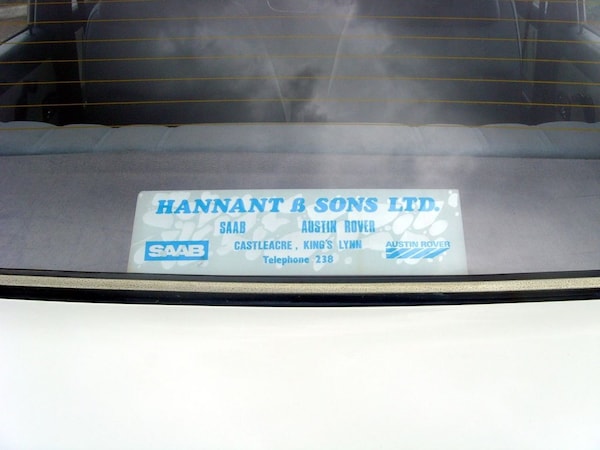 HANNANT & SONS LTD.
SAAB AUSTIN ROVER
SAAB CASTLEACRE, KING'S LYNN AUSTIN ROVER
Telephone 238